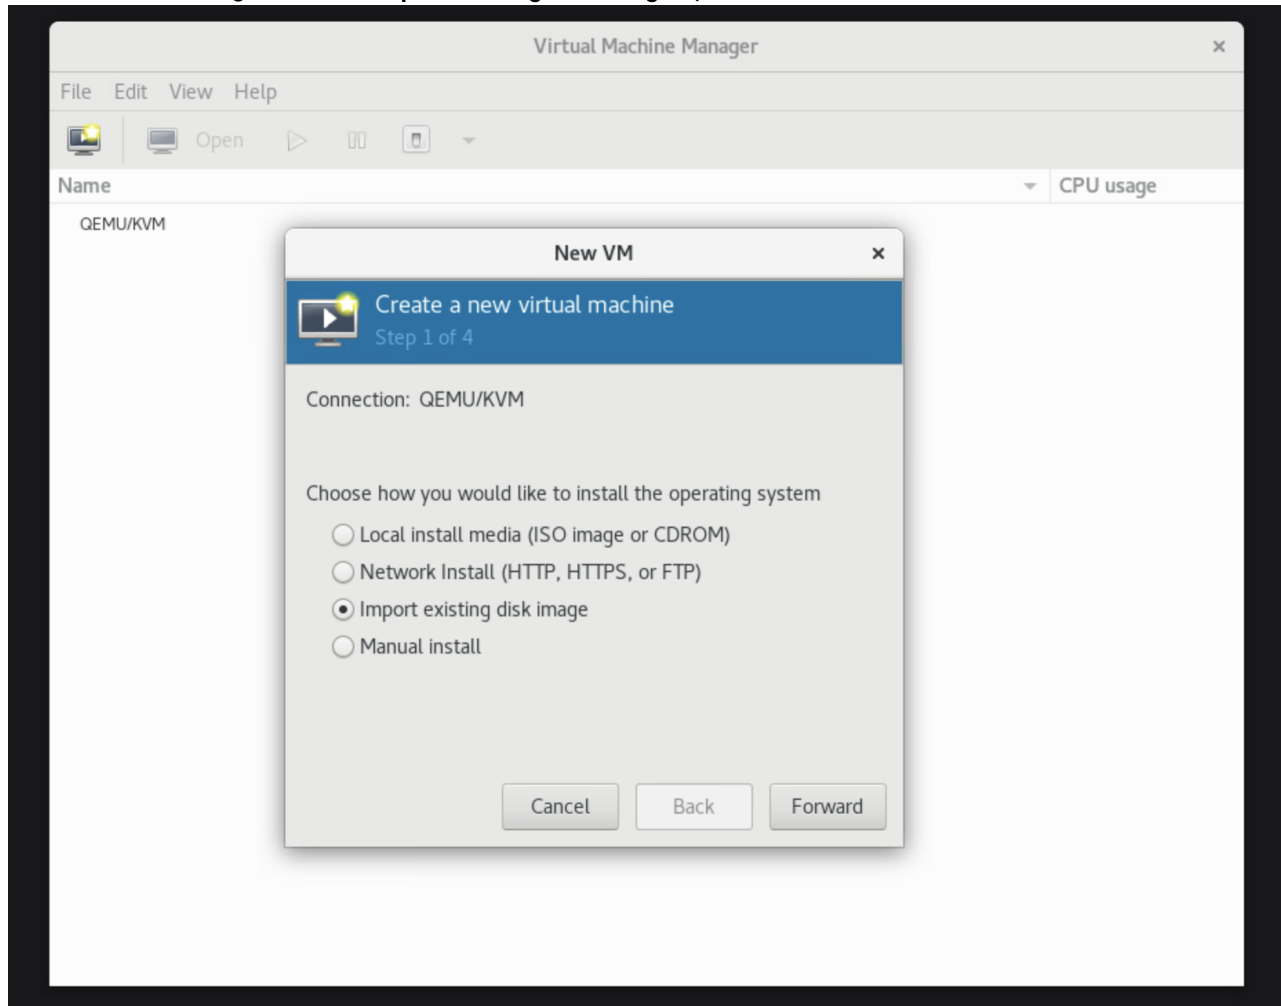 Virtual Machine Manager ×
File Edit View Help
Open
Name CPU usage
QEMU/KVM
New VM ×
Create a new virtual machine
Step 1 of 4
Connection: QEMU/KVM
Choose how you would like to install the operating system
Local install media (ISO image or CDROM)
Network Install (HTTP, HTTPS, or FTP)
Import existing disk image
Manual install
Cancel Back Forward